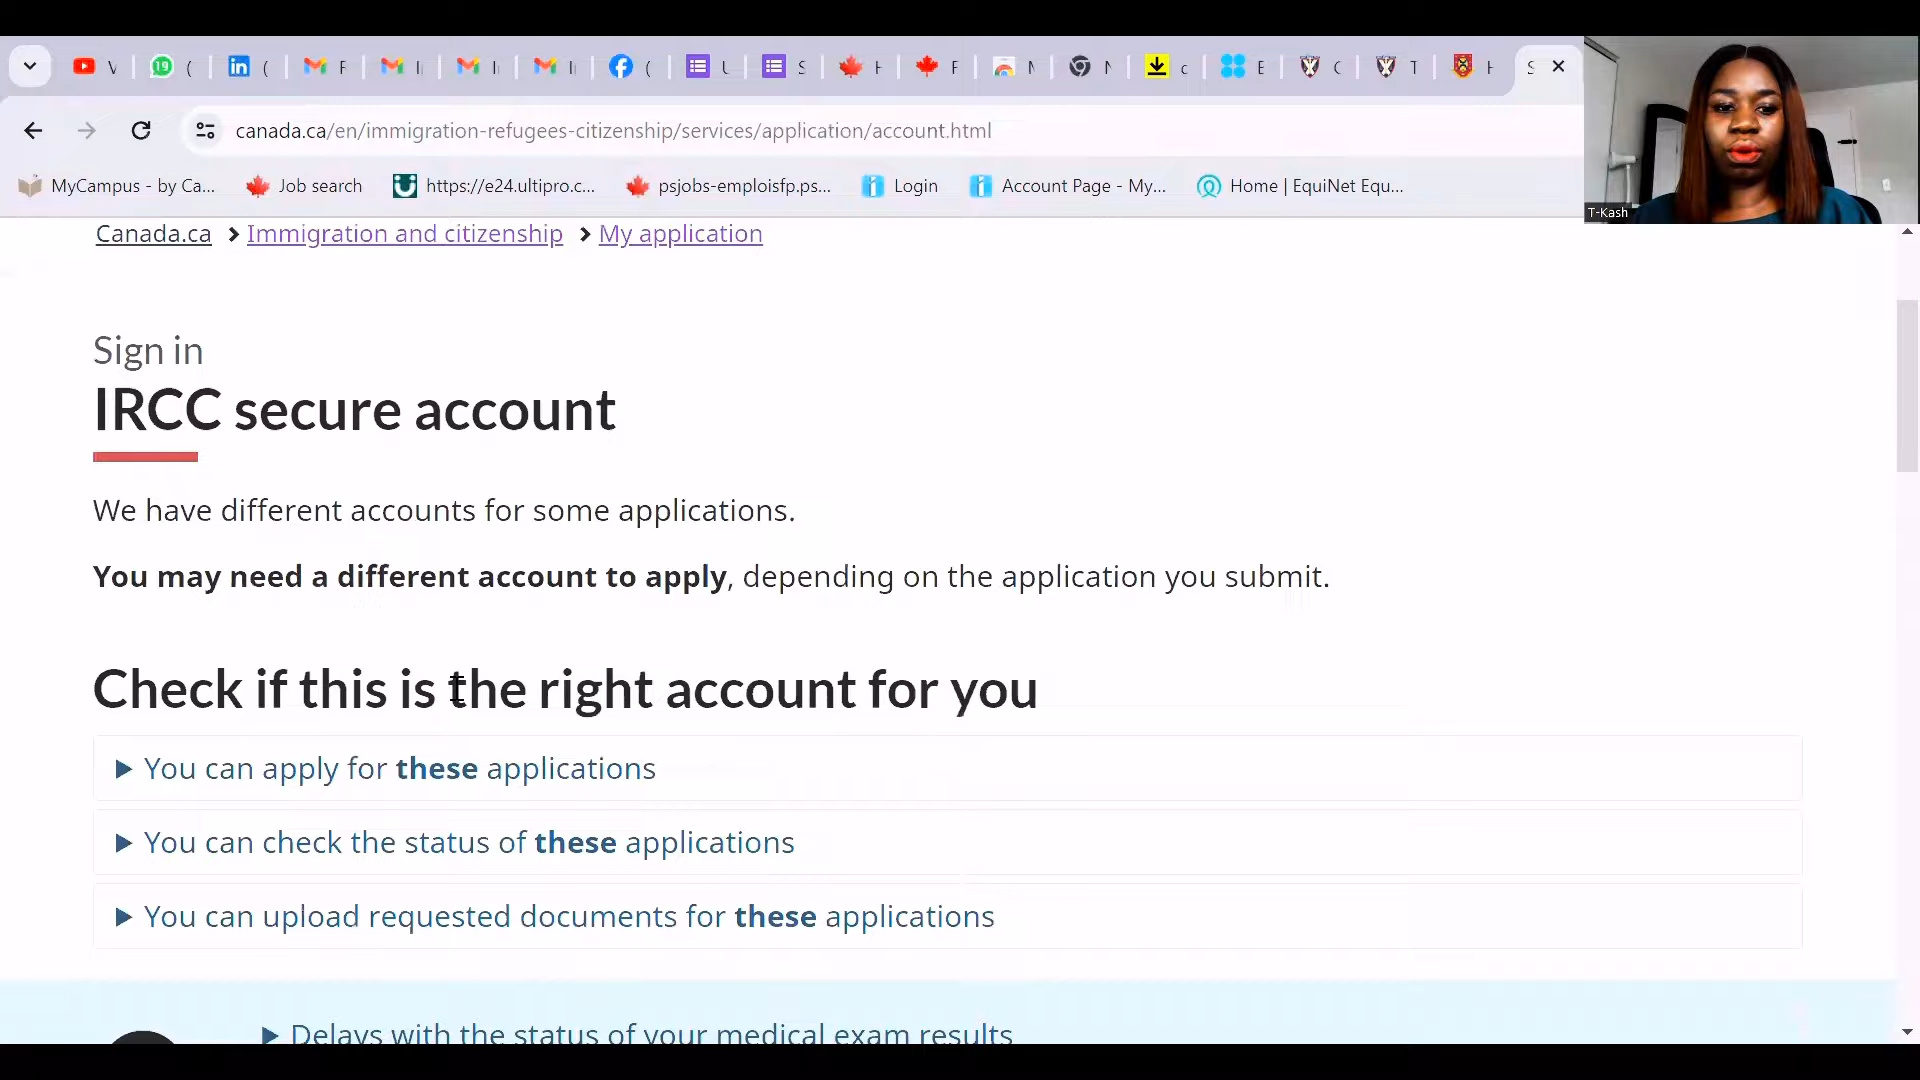 canada.ca/en/immigration-refugees-citizenship/services/application/account.html
MyCampus - by Ca... Job search https://e24.ultipro.c... psjobs-emploisfp.ps... Login Account Page - My... Home | EquiNet Equ...
T-Kash
Canada.ca Immigration and citizenship My application
Sign in
IRCC secure account
We have different accounts for some applications.
You may need a different account to apply, depending on the application you submit.
Check if this is the right account for you
You can apply for these applications
You can check the status of these applications
You can upload requested documents for these applications
Delays with the status of your medical exam results